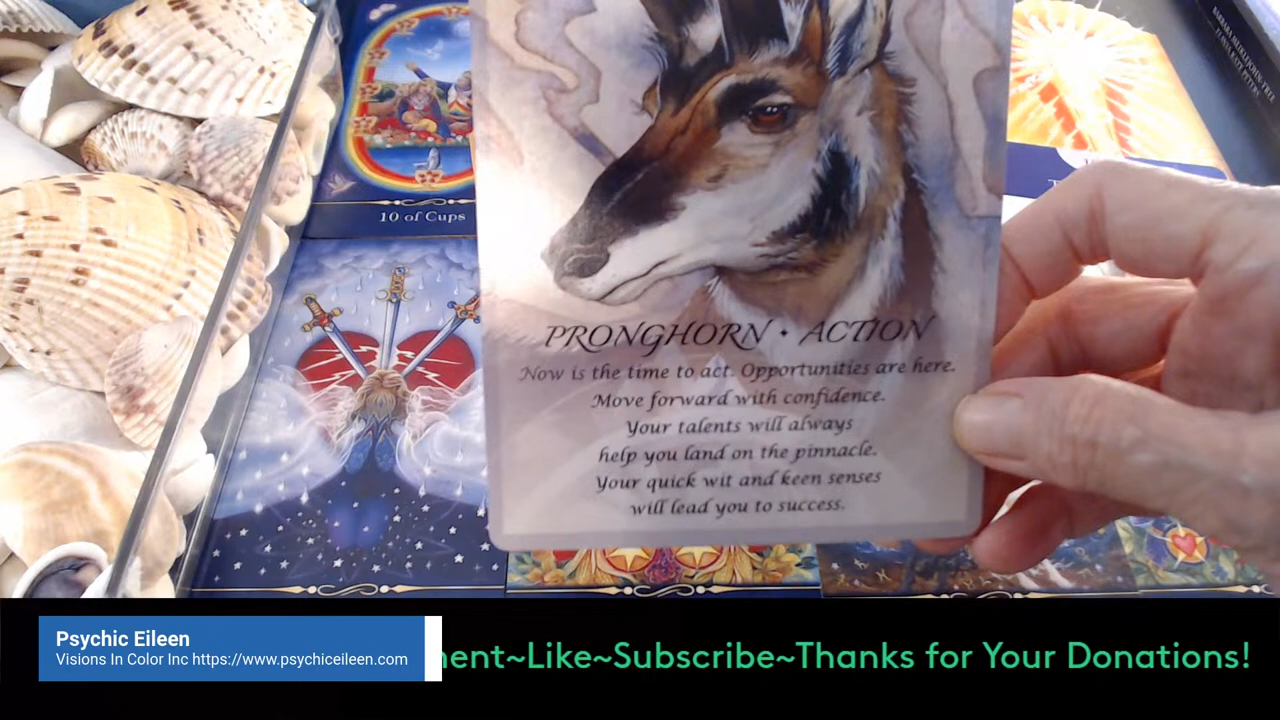 10 of Cups
PRONGHORN • ACTION
Now is the time to act. Opportunities are here.
Move forward with confidence.
Your talents will always
help you land on the pinnacle.
Your quick wit and keen senses
will lead you to success.
Psychic Eileen
Visions In Color Inc https://www.psychiceileen.com
~Like~Subscribe~Thanks for Your Donations!